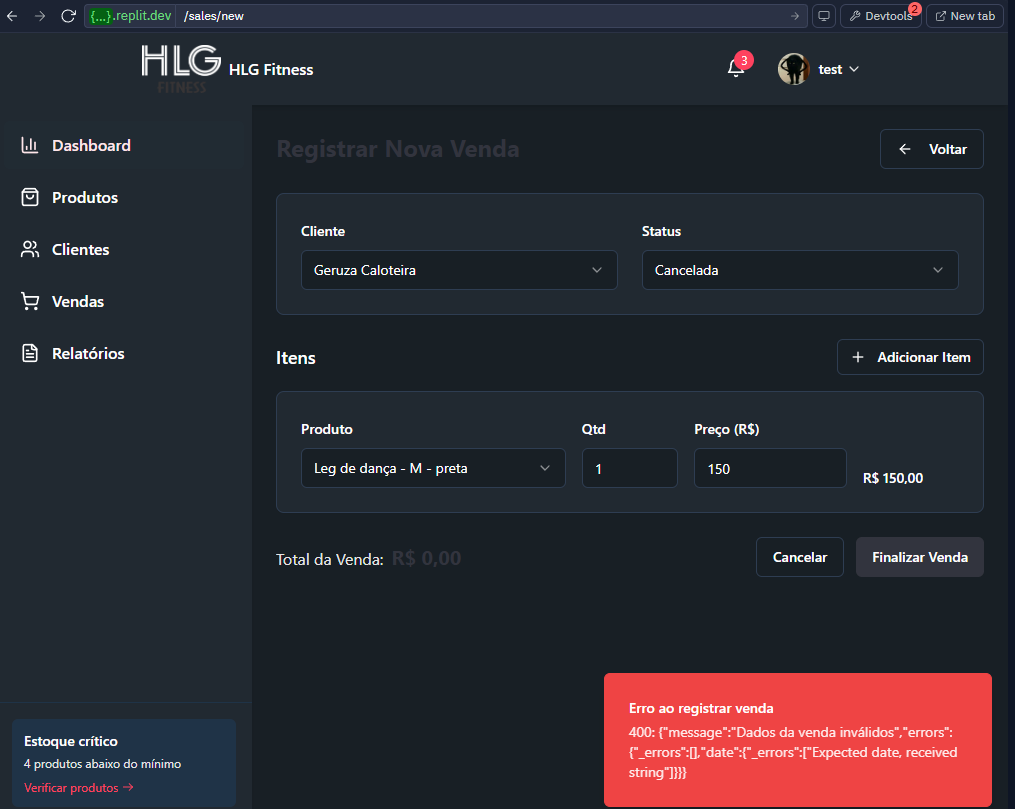 {...}.replit.dev /sales/new
Devtools 2
New tab
HLG
FITNESS
HLG Fitness
3
test
Dashboard
Produtos
Clientes
Vendas
Relatórios
Estoque crítico
4 produtos abaixo do mínimo
Verificar produtos →
Registrar Nova Venda
← Voltar
Cliente
Status
Geruza Caloteira
Cancelada
Itens
+ Adicionar Item
Produto
Qtd
Preço (R$)
Leg de dança - M - preta
1
150
R$ 150,00
Total da Venda: R$ 0,00
Cancelar
Finalizar Venda
Erro ao registrar venda
400: {"message":"Dados da venda inválidos","errors":
{"_errors":[],"date":{"_errors":["Expected date, received
string"]}}}